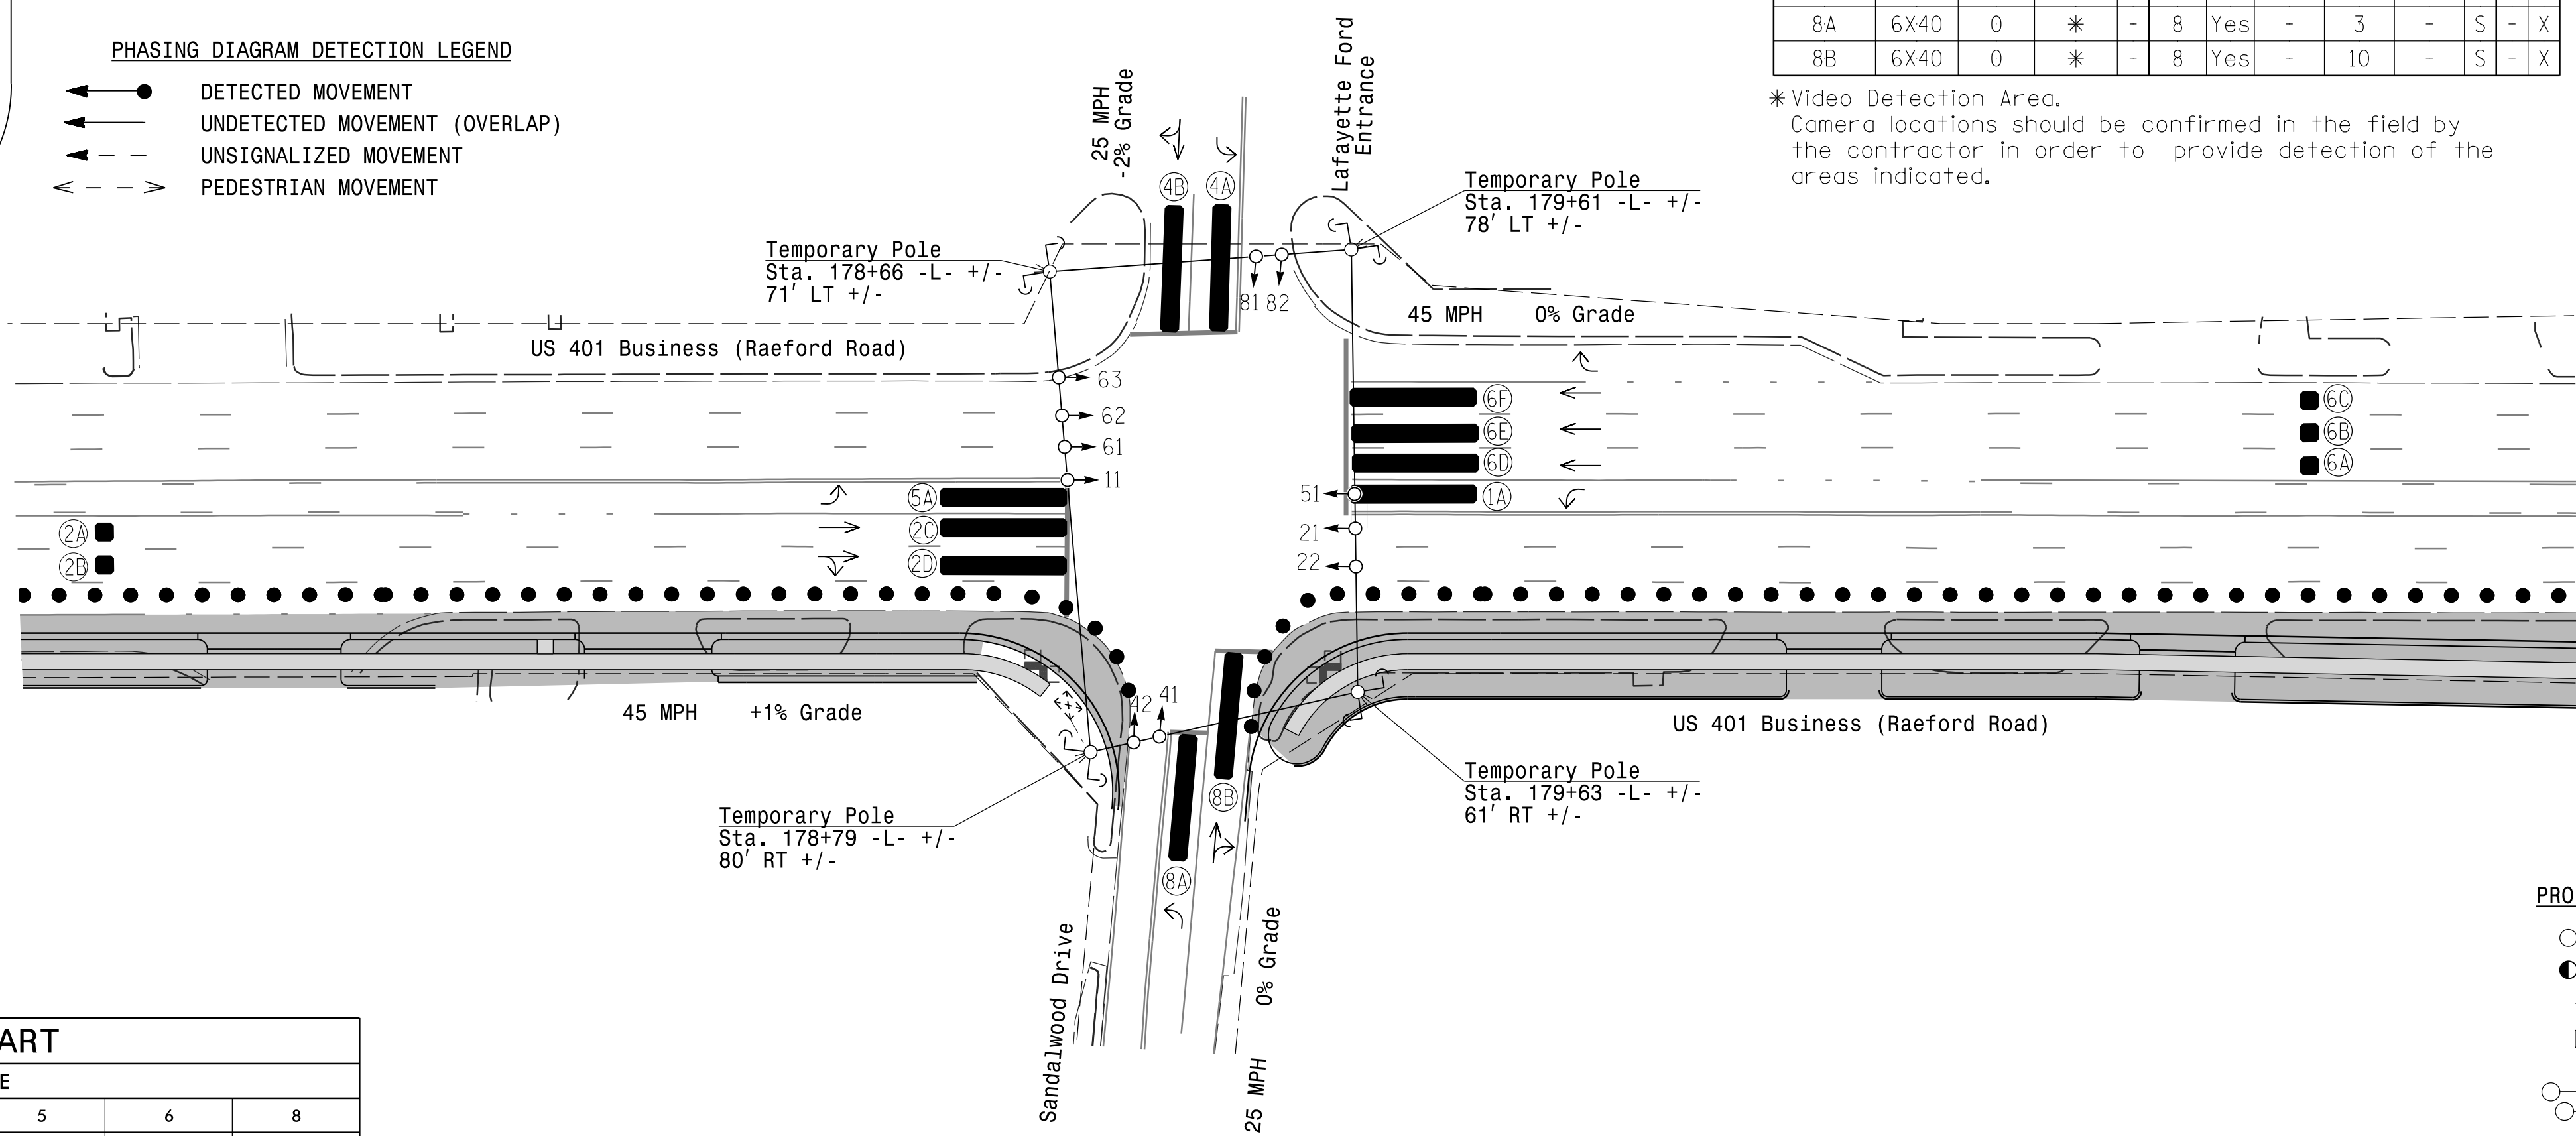 PHASING DIAGRAM DETECTION LEGEND
DETECTED MOVEMENT
UNDETECTED MOVEMENT (OVERLAP)
UNSIGNALIZED MOVEMENT
PEDESTRIAN MOVEMENT
8A 6X40 0 * - 8 Yes - 3 - S - X
8B 6X40 0 * - 8 Yes - 10 - S - X
* Video Detection Area.
Camera locations should be confirmed in the field by
the contractor in order to provide detection of the
areas indicated.
25 MPH
-2% Grade
Lafayette Ford
Entrance
4B
4A
Temporary Pole
Sta. 179+61 -L- +/-
78' LT +/-
Temporary Pole
Sta. 178+66 -L- +/-
71' LT +/-
81
82
45 MPH 0% Grade
US 401 Business (Raeford Road)
63
62
61
11
6F
6E
6D
1A
6C
6B
6A
51
21
22
5A
2C
2D
2A
2B
42
41
45 MPH +1% Grade
US 401 Business (Raeford Road)
8B
8A
Temporary Pole
Sta. 179+63 -L- +/-
61' RT +/-
Temporary Pole
Sta. 178+79 -L- +/-
80' RT +/-
Sandalwood Drive
25 MPH 0% Grade
PRO
ART
E
5 6 8